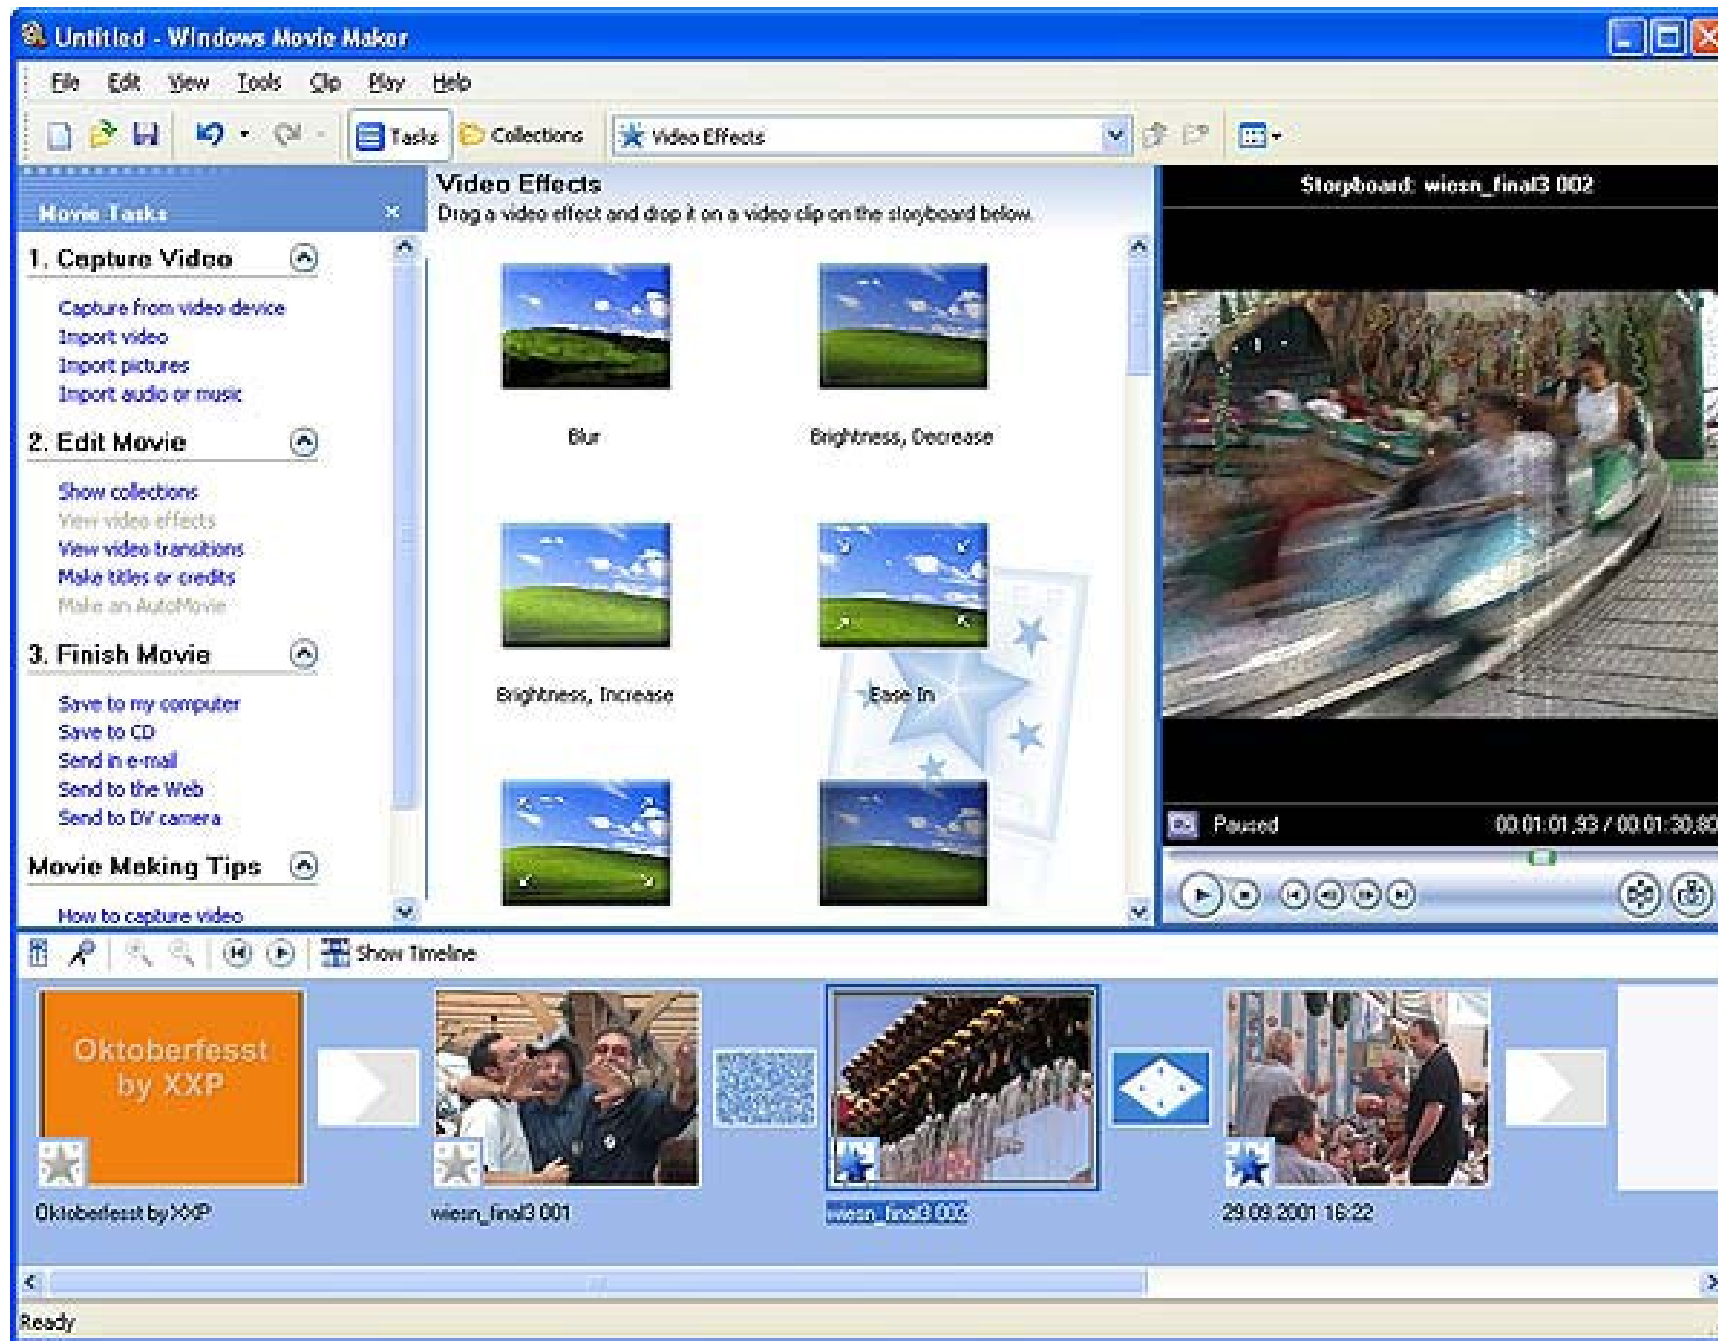 Untitled - Windows Movie Maker
File Edit View Tools Clip Play Help
Tasks Collections Video Effects
Movie Tasks
1. Capture Video
Capture from video device
Import video
Import pictures
Import audio or music
2. Edit Movie
Show collections
View video effects
View video transitions
Make titles or credits
Make an AutoMovie
3. Finish Movie
Save to my computer
Save to CD
Send in e-mail
Send to the Web
Send to DV camera
Movie Making Tips
How to capture video
Video Effects
Drag a video effect and drop it on a video clip on the storyboard below.
Blur
Brightness, Decrease
Brightness, Increase
Ease In
Storyboard: wiesn_final3 002
Paused 00:01:01,93 / 00:01:30,80
Show Timeline
Oktoberfesst
by XXP
Oktoberfesst by XXP
wiesn_final3 001
wiesn_final3 002
29.09.2001 16:22
Ready